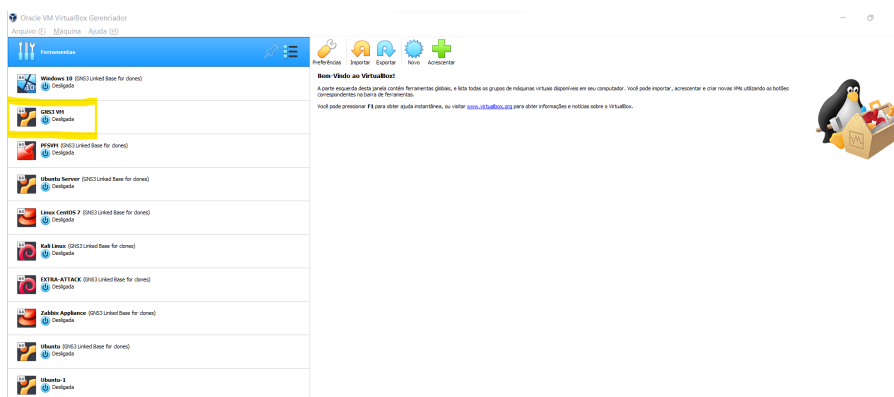 Oracle VM VirtualBox Gerenciador
Arquivo (F) Máquina Ajuda (H)
Ferramentas
Preferências Importar Exportar Novo Acrescentar
Windows 10 (GNS3 Linked Base for clones)
Desligada
GNS3 VM
Desligada
PFSVM (GNS3 Linked Base for clones)
Desligada
Ubuntu Server (GNS3 Linked Base for clones)
Desligada
Linux CentOS 7 (GNS3 Linked Base for clones)
Desligada
Kali Linux (GNS3 Linked Base for clones)
Desligada
EXTRA-ATTACK (GNS3 Linked Base for clones)
Desligada
Zabbix Appliance (GNS3 Linked Base for clones)
Desligada
Ubuntu (GNS3 Linked Base for clones)
Desligada
Ubuntu-1
Desligada
Bem-Vindo ao VirtualBox!
A parte esquerda desta janela contém ferramentas globais, e lista todas os grupos de máquinas virtuais disponíveis em seu computador. Você pode importar, acrescentar e criar novas VMs utilizando os botões
correspondentes na barra de ferramentas.
Você pode pressionar F1 para obter ajuda instantânea, ou visitar www.virtualbox.org para obter informações e notícias sobre o VirtualBox.